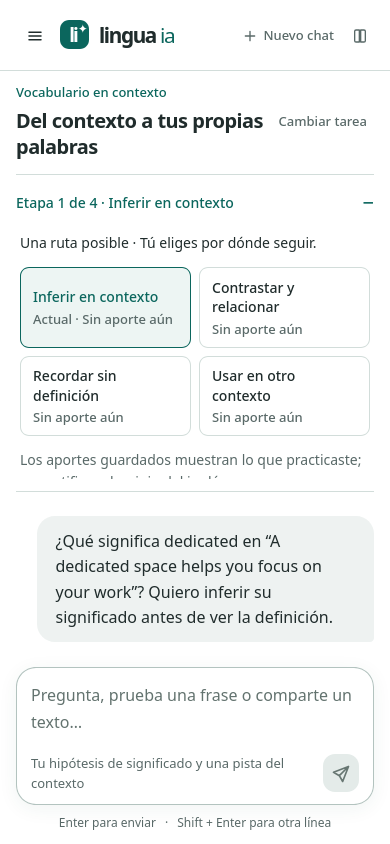 lingua ia
Nuevo chat
Vocabulario en contexto
Del contexto a tus propias palabras
Cambiar tarea
Etapa 1 de 4 · Inferir en contexto
Una ruta posible · Tú eliges por dónde seguir.
Inferir en contexto
Actual · Sin aporte aún
Contrastar y
relacionar
Sin aporte aún
Recordar sin
definición
Sin aporte aún
Usar en otro
contexto
Sin aporte aún
Los aportes guardados muestran lo que practicaste;
¿Qué significa dedicated en “A
dedicated space helps you focus on
your work”? Quiero inferir su
significado antes de ver la definición.
Pregunta, prueba una frase o comparte un
texto...
Tu hipótesis de significado y una pista del
contexto
Enter para enviar · Shift + Enter para otra línea